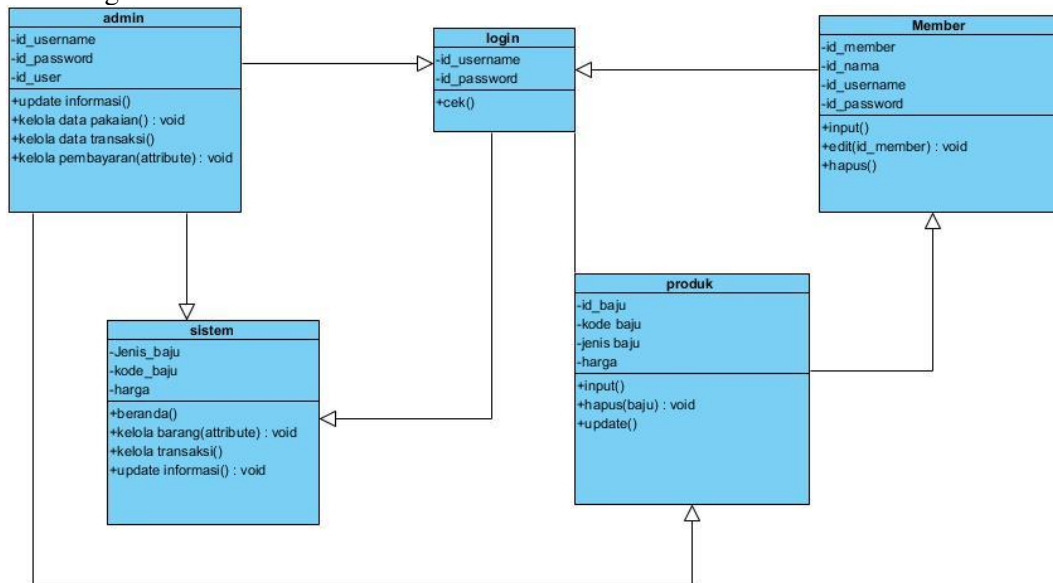 admin
-id_username
-id_password
-id_user
+update informasi()
+kelola data pakaian() : void
+kelola data transaksi()
+kelola pembayaran(attribute) : void
login
-id_username
-id_password
+cek()
Member
-id_member
-id_nama
-id_username
-id_password
+input()
+edit(id_member) : void
+hapus()
sistem
-Jenis_baju
-kode_baju
-harga
+beranda()
+kelola barang(attribute) : void
+kelola transaksi()
+update informasi() : void
produk
-id_baju
-kode baju
-jenis baju
-harga
+input()
+hapus(baju) : void
+update()